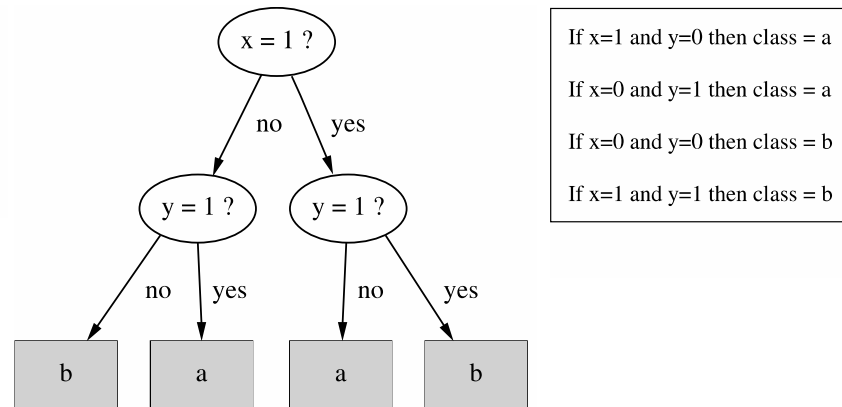 x = 1 ?
no
yes
y = 1 ?
y = 1 ?
no
yes
no
yes
b
a
a
b
If x=1 and y=0 then class = a
If x=0 and y=1 then class = a
If x=0 and y=0 then class = b
If x=1 and y=1 then class = b